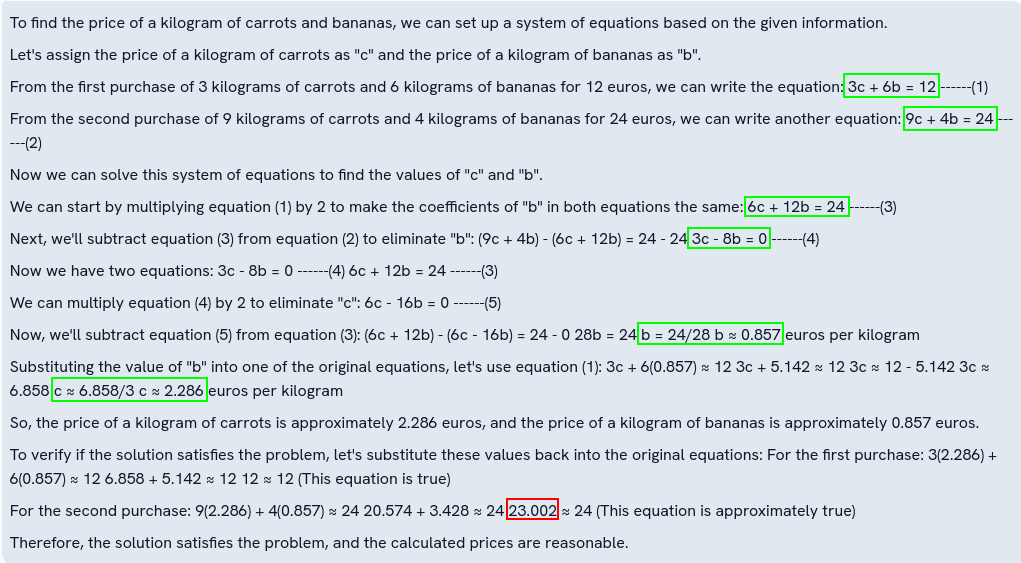 To find the price of a kilogram of carrots and bananas, we can set up a system of equations based on the given information.
Let's assign the price of a kilogram of carrots as "c" and the price of a kilogram of bananas as "b".
From the first purchase of 3 kilograms of carrots and 6 kilograms of bananas for 12 euros, we can write the equation: 3c + 6b = 12 ------(1)
From the second purchase of 9 kilograms of carrots and 4 kilograms of bananas for 24 euros, we can write another equation: 9c + 4b = 24 ---
---(2)
Now we can solve this system of equations to find the values of "c" and "b".
We can start by multiplying equation (1) by 2 to make the coefficients of "b" in both equations the same: 6c + 12b = 24 ------(3)
Next, we'll subtract equation (3) from equation (2) to eliminate "b": (9c + 4b) - (6c + 12b) = 24 - 24 3c - 8b = 0 ------(4)
Now we have two equations: 3c - 8b = 0 ------(4) 6c + 12b = 24 ------(3)
We can multiply equation (4) by 2 to eliminate "c": 6c - 16b = 0 ------(5)
Now, we'll subtract equation (5) from equation (3): (6c + 12b) - (6c - 16b) = 24 - 0 28b = 24 b = 24/28 b ≈ 0.857 euros per kilogram
Substituting the value of "b" into one of the original equations, let's use equation (1): 3c + 6(0.857) ≈ 12 3c + 5.142 ≈ 12 3c ≈ 12 - 5.142 3c ≈
6.858 c ≈ 6.858/3 c ≈ 2.286 euros per kilogram
So, the price of a kilogram of carrots is approximately 2.286 euros, and the price of a kilogram of bananas is approximately 0.857 euros.
To verify if the solution satisfies the problem, let's substitute these values back into the original equations: For the first purchase: 3(2.286) +
6(0.857) ≈ 12 6.858 + 5.142 ≈ 12 12 ≈ 12 (This equation is true)
For the second purchase: 9(2.286) + 4(0.857) ≈ 24 20.574 + 3.428 ≈ 24 23.002 ≈ 24 (This equation is approximately true)
Therefore, the solution satisfies the problem, and the calculated prices are reasonable.